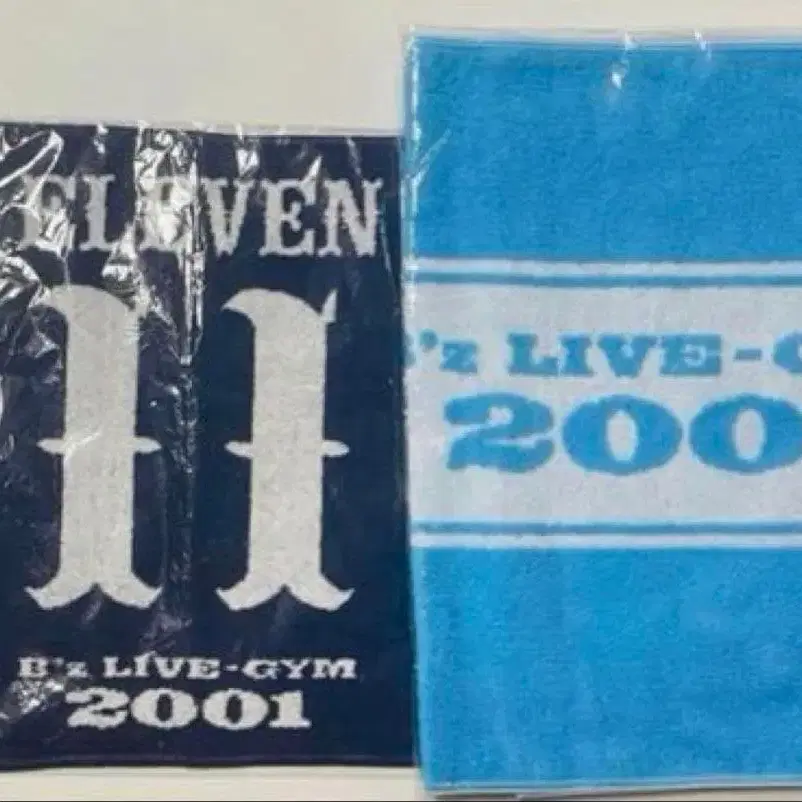 ELEVEN
11
B'z LIVE-GYM
2001
B'z LIVE-G
200